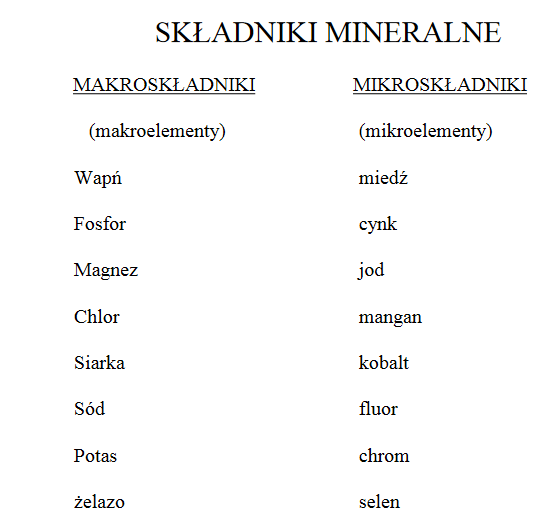 SKŁADNIKI MINERALNE
MAKROSKŁADNIKI MIKROSKŁADNIKI
(makroelementy) (mikroelementy)
Wapń miedź
Fosfor cynk
Magnez jod
Chlor mangan
Siarka kobalt
Sód fluor
Potas chrom
żelazo selen